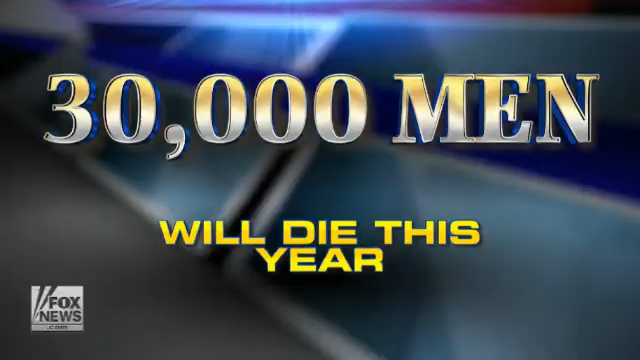 30,000 MEN
WILL DIE THIS
YEAR
FOX
NEWS
.com